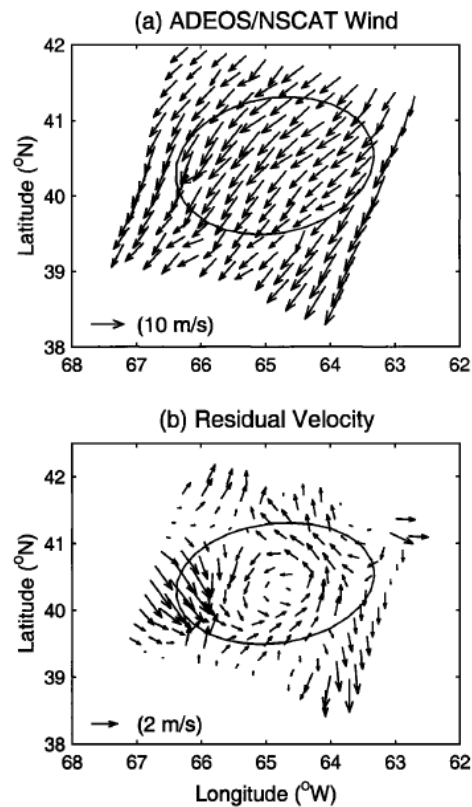 (a) ADEOS/NSCAT Wind
42
41
40
39
38
Latitude (°N)
(10 m/s)
68 67 66 65 64 63 62
(b) Residual Velocity
42
41
40
39
38
Latitude (°N)
(2 m/s)
68 67 66 65 64 63 62
Longitude (°W)